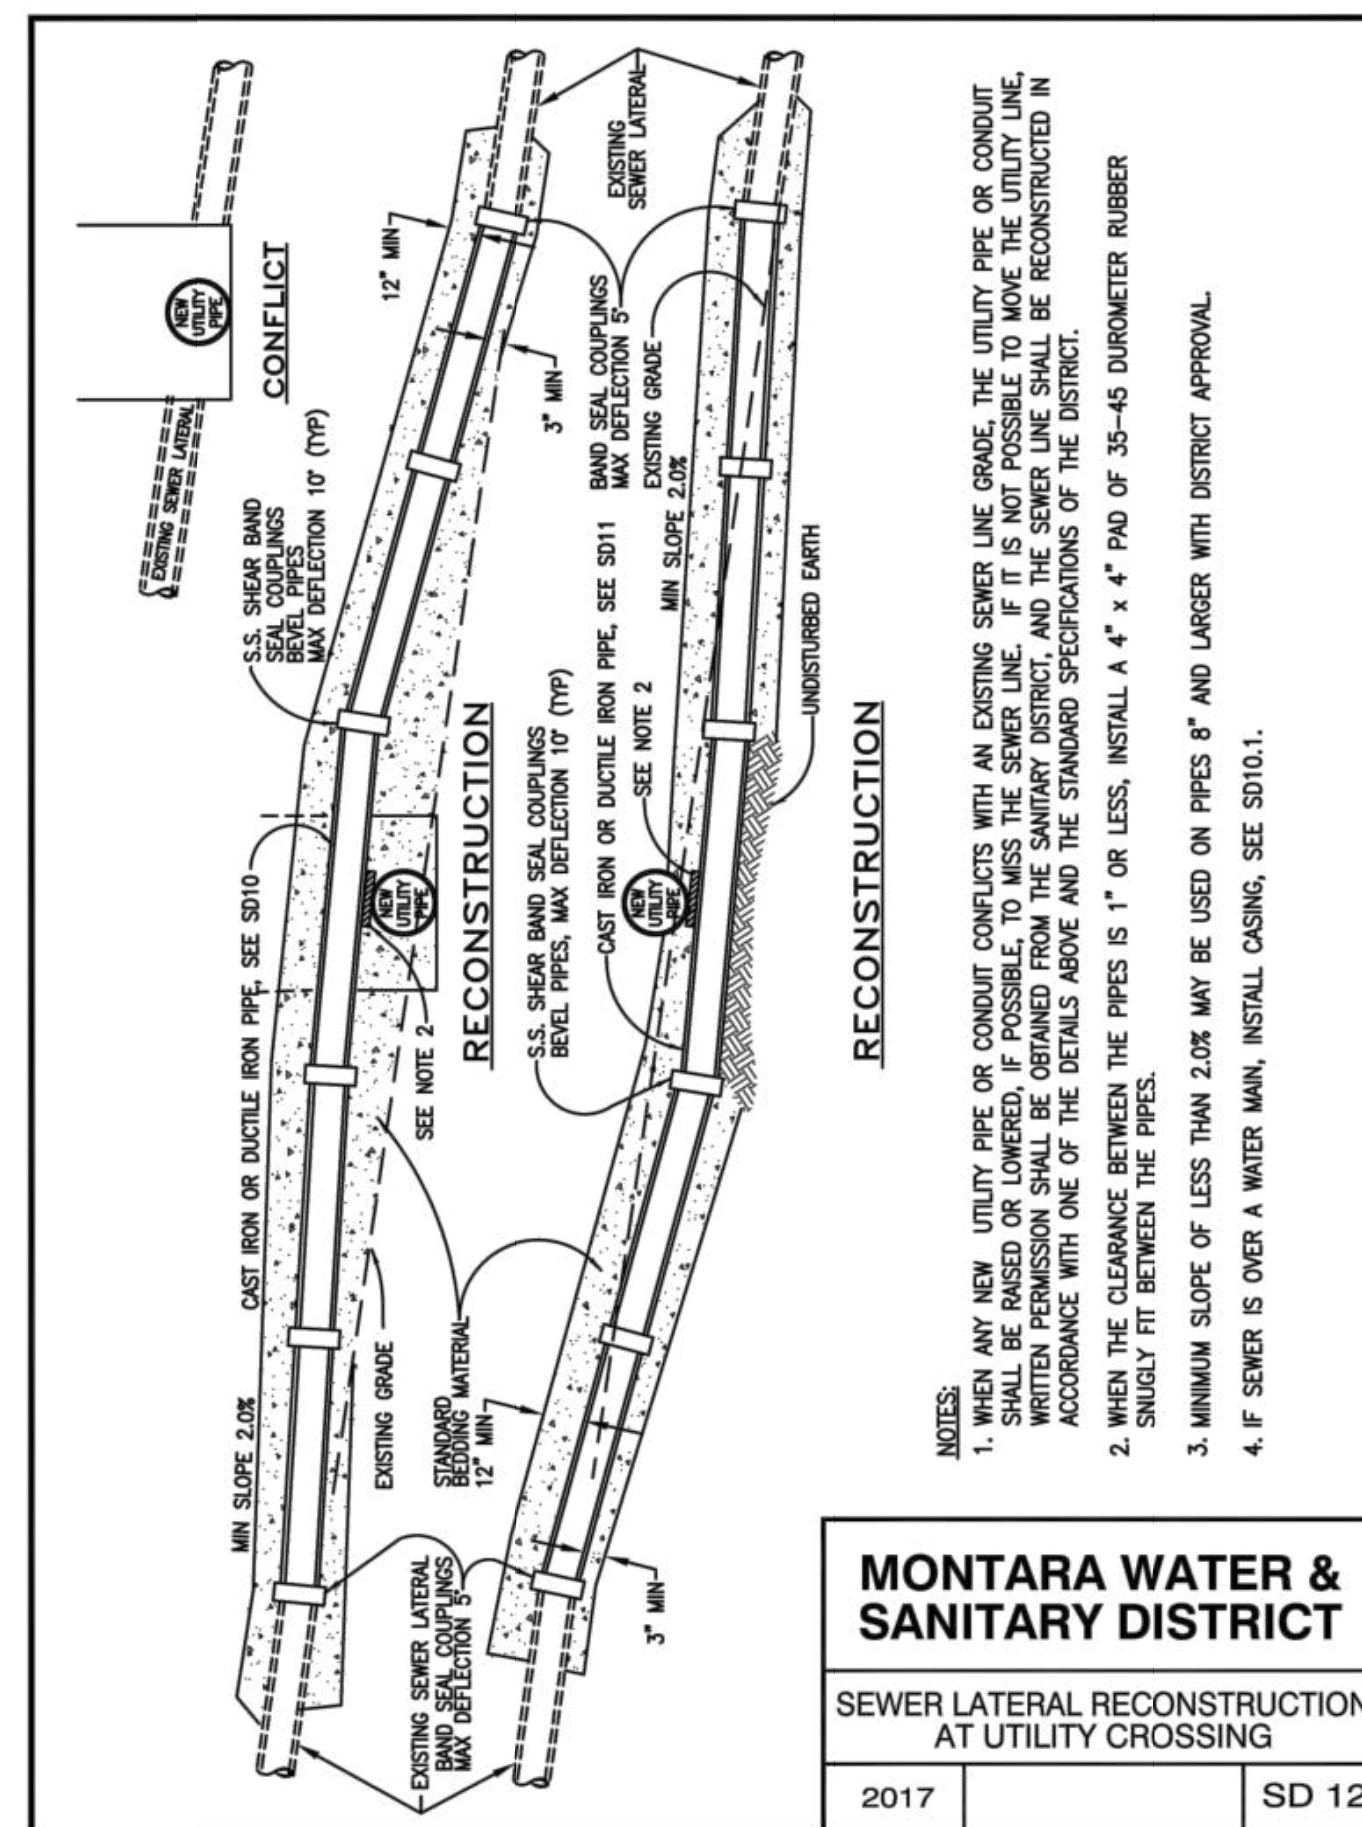 EXISTING SEWER LATERAL
NEW
UTILITY
PIPE
CONFLICT
MIN SLOPE 2.0%
CAST IRON OR DUCTILE IRON PIPE, SEE SD10
S.S. SHEAR BAND
SEAL COUPLINGS
BEVEL PIPES
MAX DEFLECTION 10° (TYP)
12" MIN
EXISTING GRADE
NEW
UTILITY
PIPE
SEE NOTE 2
3" MIN
EXISTING
SEWER LATERAL
RECONSTRUCTION
EXISTING SEWER LATERAL
BAND SEAL COUPLINGS
MAX DEFLECTION 5°
STANDARD
BEDDING MATERIAL
12" MIN
S.S. SHEAR BAND SEAL COUPLINGS
BEVEL PIPES, MAX DEFLECTION 10° (TYP)
CAST IRON OR DUCTILE IRON PIPE, SEE SD11
SEE NOTE 2
BAND SEAL COUPLINGS
MAX DEFLECTION 5°
EXISTING GRADE
MIN SLOPE 2.0%
NEW
UTILITY
PIPE
3" MIN
UNDISTURBED EARTH
RECONSTRUCTION
NOTES:
1. WHEN ANY NEW UTILITY PIPE OR CONDUIT CONFLICTS WITH AN EXISTING SEWER LINE GRADE, THE UTILITY PIPE OR CONDUIT
SHALL BE RAISED OR LOWERED, IF POSSIBLE, TO MISS THE SEWER LINE. IF IT IS NOT POSSIBLE TO MOVE THE UTILITY LINE,
WRITTEN PERMISSION SHALL BE OBTAINED FROM THE SANITARY DISTRICT, AND THE SEWER LINE SHALL BE RECONSTRUCTED IN
ACCORDANCE WITH ONE OF THE DETAILS ABOVE AND THE STANDARD SPECIFICATIONS OF THE DISTRICT.
2. WHEN THE CLEARANCE BETWEEN THE PIPES IS 1" OR LESS, INSTALL A 4" x 4" PAD OF 35-45 DUROMETER RUBBER
SNUGLY FIT BETWEEN THE PIPES.
3. MINIMUM SLOPE OF LESS THAN 2.0% MAY BE USED ON PIPES 8" AND LARGER WITH DISTRICT APPROVAL.
4. IF SEWER IS OVER A WATER MAIN, INSTALL CASING, SEE SD10.1.
MONTARA WATER &
SANITARY DISTRICT
SEWER LATERAL RECONSTRUCTION
AT UTILITY CROSSING
2017
SD 12